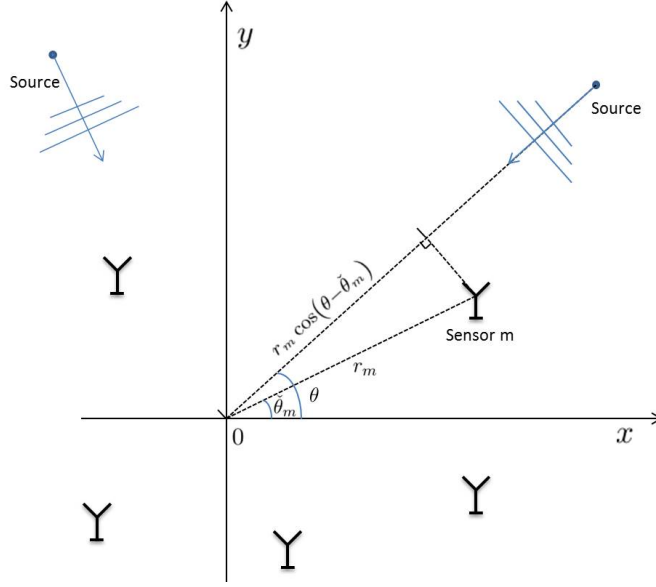 y
Source
Source
r_m cos(θ−θ̆_m)
Sensor m
r_m
θ
θ̆_m
0
x